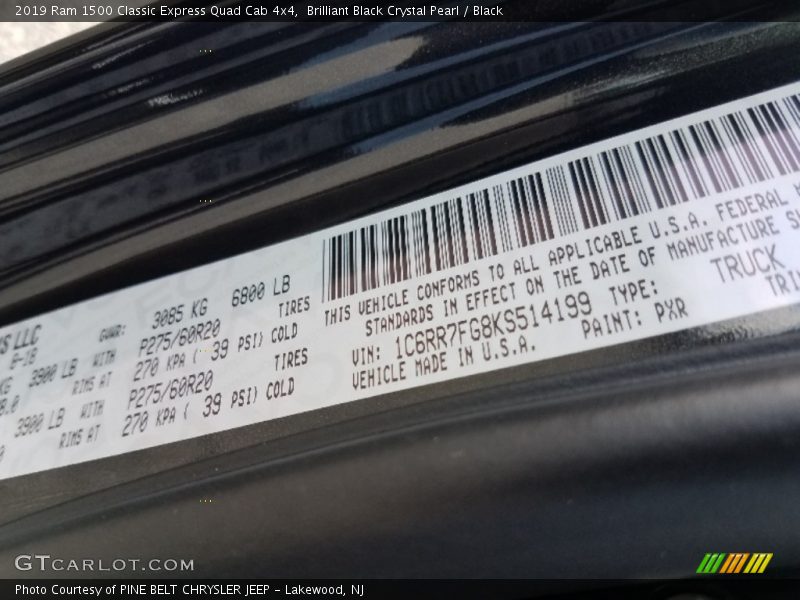 2019 Ram 1500 Classic Express Quad Cab 4x4, Brilliant Black Crystal Pearl / Black
LLC
8-18
GVWR: 3085 KG 6800 LB
KG 3900 LB WITH P275/60R20 TIRES
RIMS AT 270 KPA ( 39 PSI) COLD
3900 LB WITH P275/60R20 TIRES
RIMS AT 270 KPA ( 39 PSI) COLD
THIS VEHICLE CONFORMS TO ALL APPLICABLE U.S.A. FEDERAL
STANDARDS IN EFFECT ON THE DATE OF MANUFACTURE
VIN: 1C6RR7FG8KS514199 TYPE: TRUCK
VEHICLE MADE IN U.S.A. PAINT: PXR
GTCARLOT.COM
Photo Courtesy of PINE BELT CHRYSLER JEEP - Lakewood, NJ